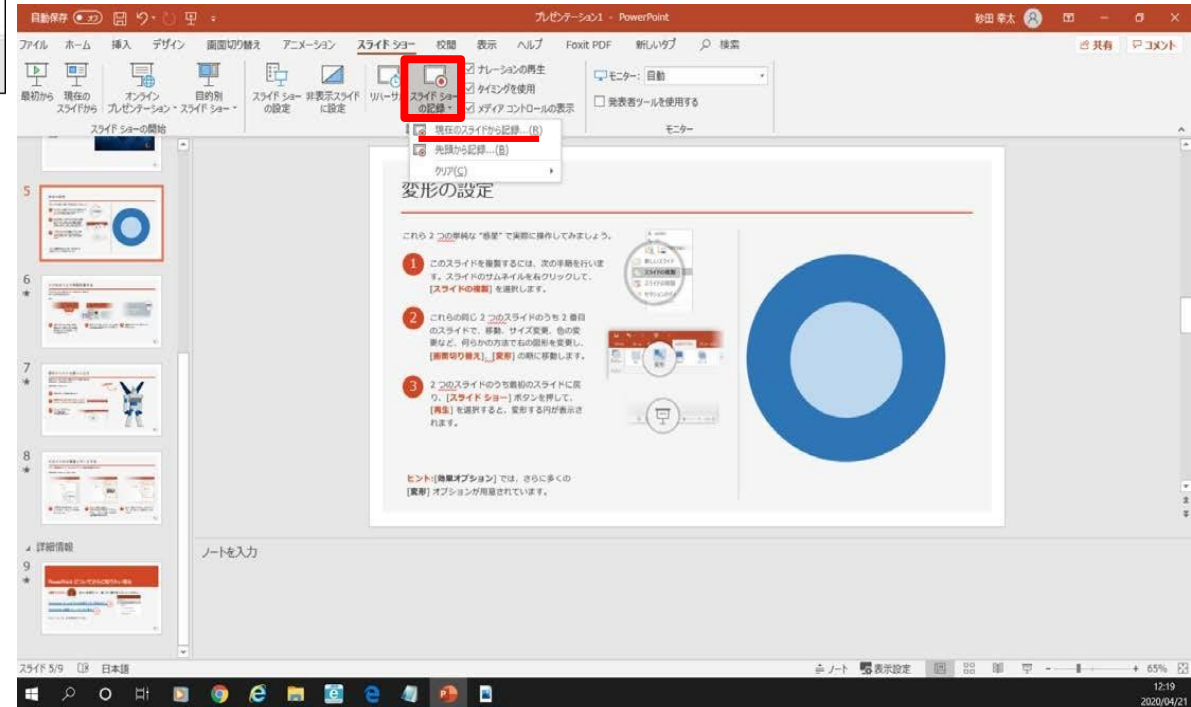 自動保存 オフ
プレゼンテーション1 - PowerPoint
砂田 幸太
ファイル ホーム 挿入 デザイン 画面切り替え アニメーション スライド ショー 校閲 表示 ヘルプ Foxit PDF 新しいタブ 検索
共有 コメント
最初から
現在の
スライドから
オンライン
プレゼンテーション
目的別
スライド ショー
スライド ショー
の設定
非表示スライド
に設定
リハーサル
スライド ショー
の記録
ナレーションの再生
タイミングを使用
メディア コントロールの表示
モニター: 自動
発表者ツールを使用する
スライド ショーの開始
モニター
現在のスライドから記録...(R)
先頭から記録...(B)
クリア(C)
5
6
7
8
詳細情報
9
変形の設定
これら 2 つの単純な "惑星" で実際に操作してみましょう。
1 このスライドを複製するには、次の手順を行いま
す。スライドのサムネイルを右クリックして、
[スライドの複製] を選択します。
2 これらの同じ 2 つのスライドのうち 2 番目
のスライドで、移動、サイズ変更、色の変
更など、何らかの方法で右の図形を変更し、
[画面切り替え]、[変形] の順に移動します。
3 2 つのスライドのうち最初のスライドに戻
り、[スライド ショー] ボタンを押して、
[再生] を選択すると、変形する円が表示さ
れます。
ヒント:[効果オプション] では、さらに多くの
[変形] オプションが用意されています。
新しいスライド
スライドの複製
変形
ノートを入力
スライド 5/9 日本語
ノート 表示設定 65%
12:19
2020/04/21